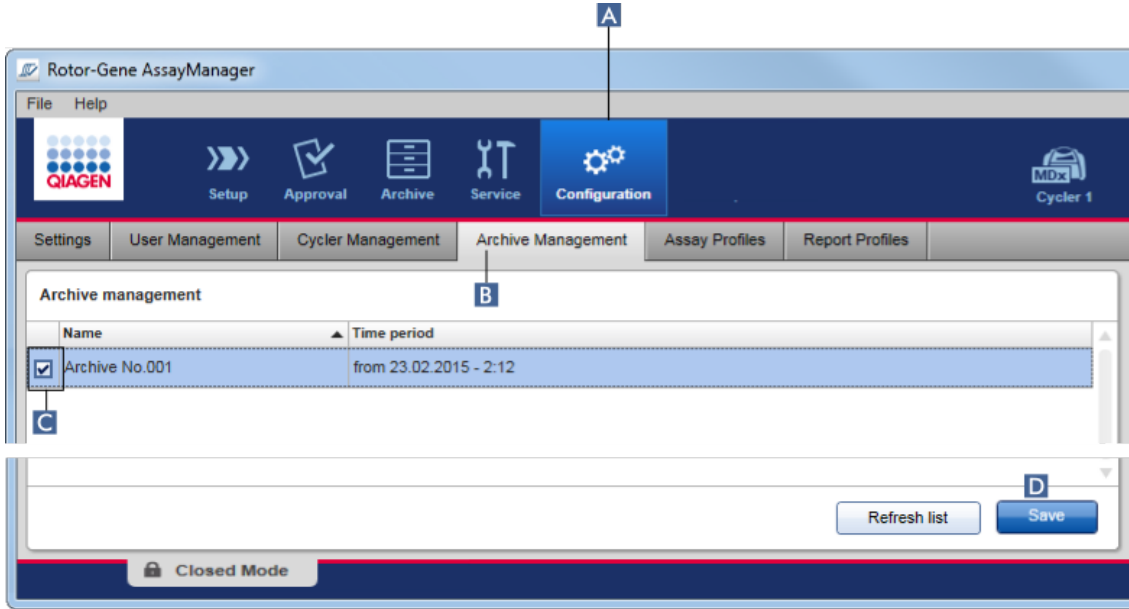 A
Rotor-Gene AssayManager
File Help
QIAGEN
Setup Approval Archive Service Configuration MDx Cycler 1
Settings User Management Cycler Management Archive Management Assay Profiles Report Profiles
B
Archive management
Name Time period
Archive No.001 from 23.02.2015 - 2:12
C
D
Refresh list Save
Closed Mode